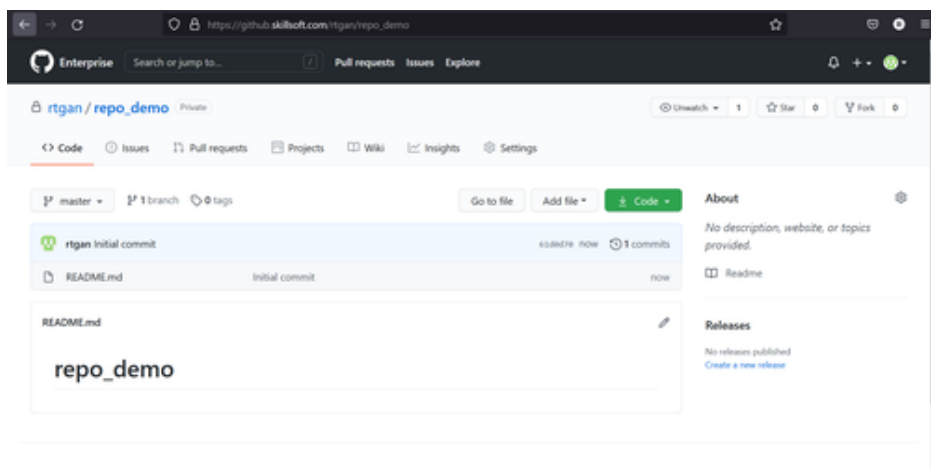 https://github.skillsoft.com/rtgan/repo_demo
Enterprise Search or jump to... / Pull requests Issues Explore
rtgan / repo_demo Private Unwatch 1 Star 0 Fork 0
Code Issues Pull requests Projects Wiki Insights Settings
master 1 branch 0 tags Go to file Add file Code About
No description, website, or topics
provided.
rtgan Initial commit now 1 commits
README.md Initial commit now
Readme
README.md
Releases
repo_demo
No releases published
Create a new release